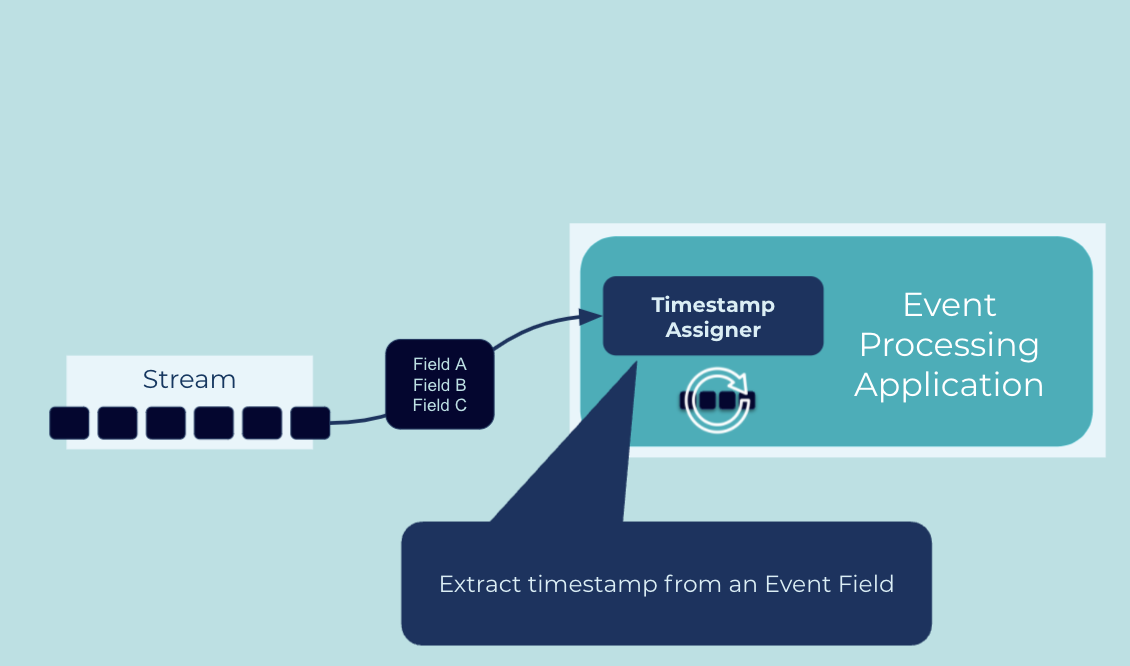 Stream
Field A
Field B
Field C
Timestamp
Assigner
Event
Processing
Application
Extract timestamp from an Event Field